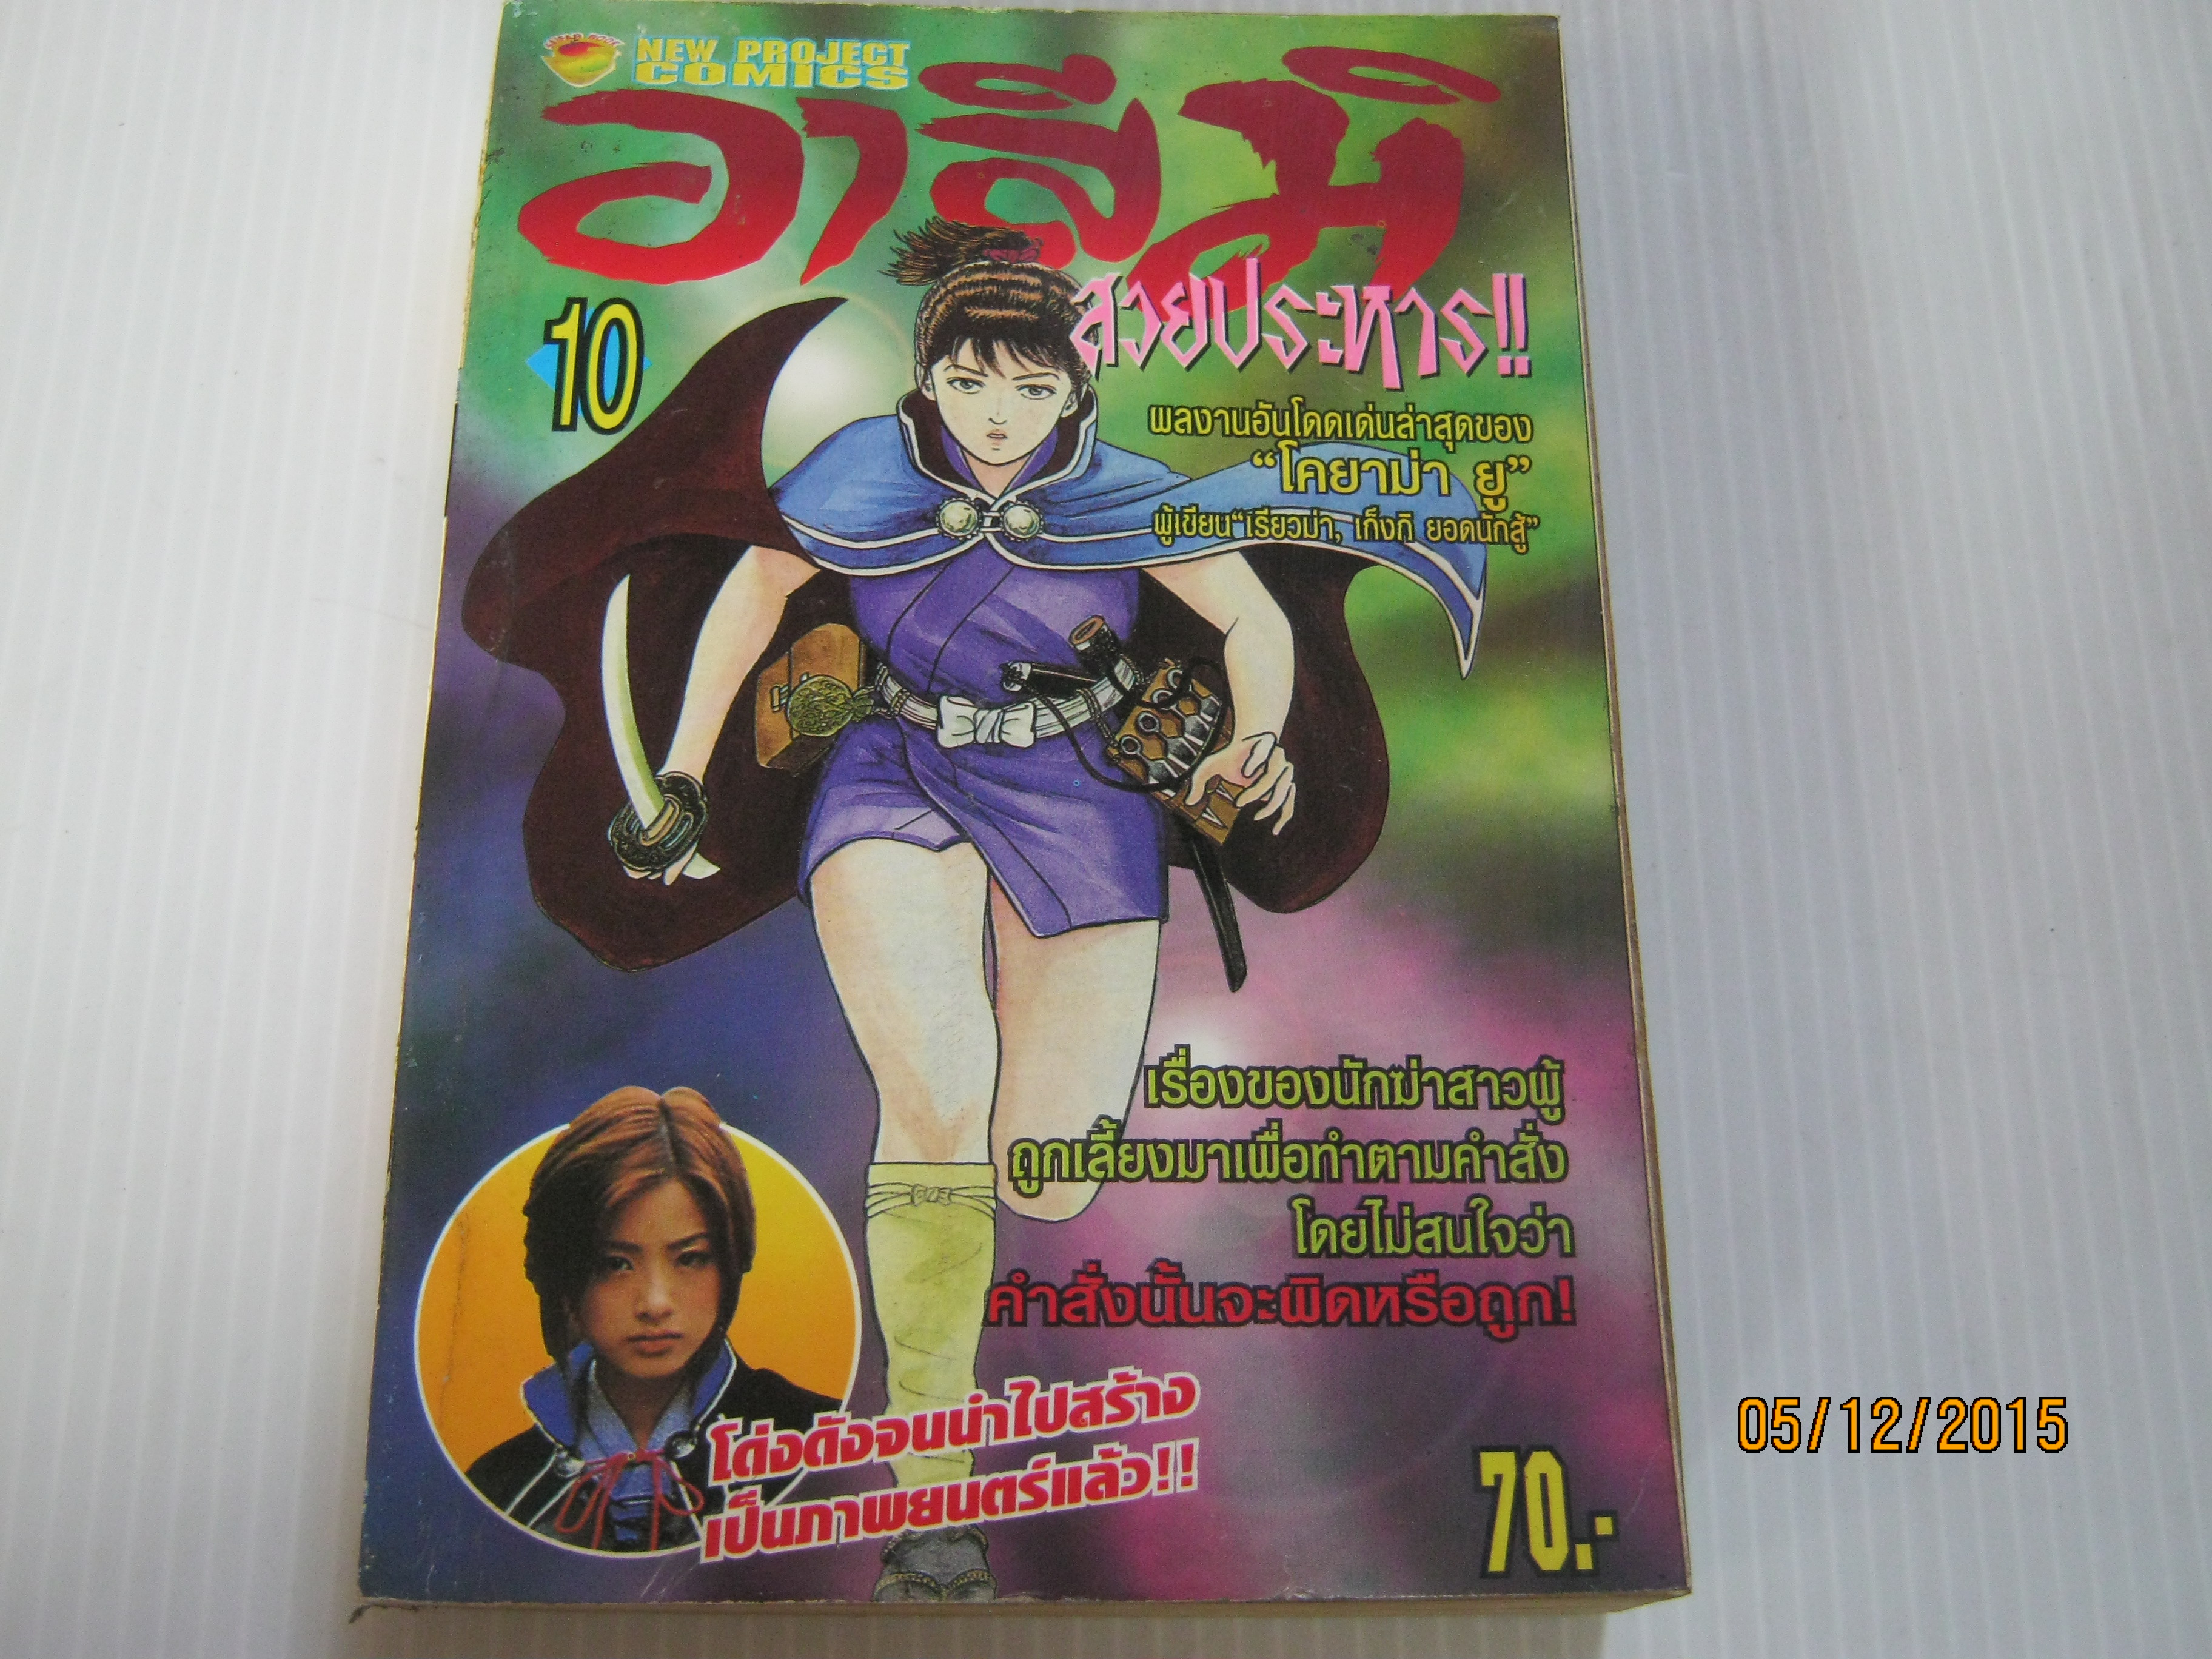 NEW PROJECT
COMICS
อาสึมิ
สวยประหาร!!
10
ผลงานอันโดดเด่นล่าสุดของ
“โคยาม่า ยู”
ผู้เขียน“เรียวม่า, เก็งกิ ยอดนักสู้”
เรื่องของนักฆ่าสาวผู้
ถูกเลี้ยงมาเพื่อทำตามคำสั่ง
โดยไม่สนใจว่า
คำสั่งนั้นจะผิดหรือถูก!
โด่งดังจนนำไปสร้าง
เป็นภาพยนตร์แล้ว!!
70.-
05/12/2015